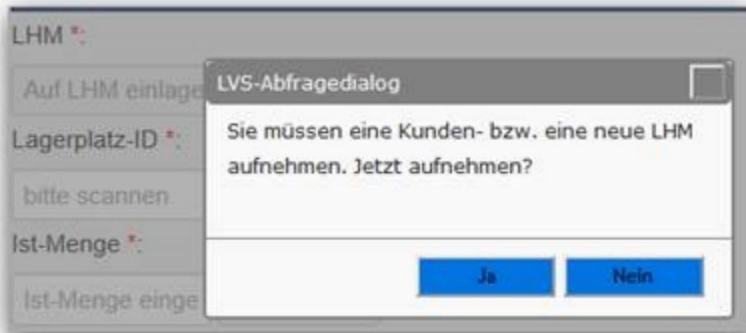 LHM *:
Auf LHM einlage
LVS-Abfragedialog
Lagerplatz-ID *:
Sie müssen eine Kunden- bzw. eine neue LHM
aufnehmen. Jetzt aufnehmen?
bitte scannen
Ist-Menge *:
Ja
Nein
Ist-Menge einge